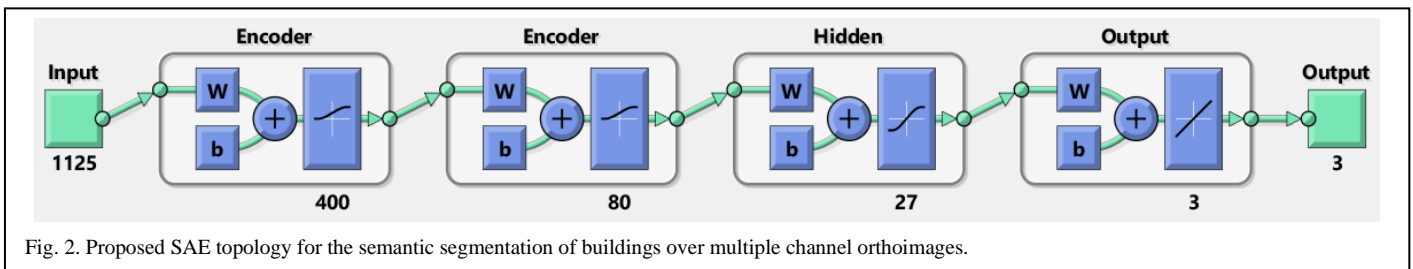 Encoder Encoder Hidden Output
Input Output
W W W W
+ + + +
b b b b
1125 3
400 80 27 3
Fig. 2. Proposed SAE topology for the semantic segmentation of buildings over multiple channel orthoimages.